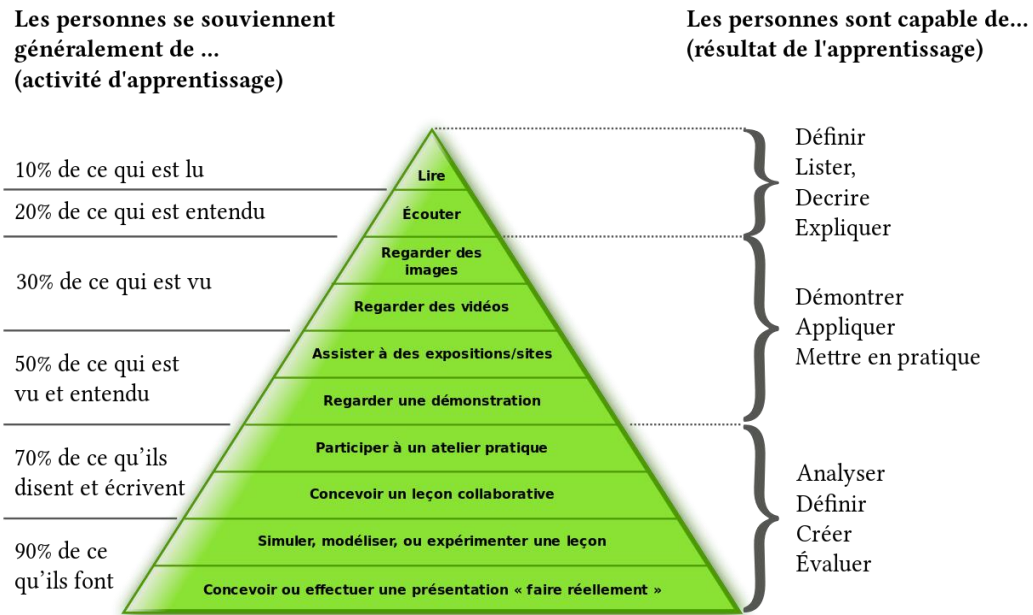 Les personnes se souviennent
généralement de ...
(activité d'apprentissage)
Les personnes sont capable de...
(résultat de l'apprentissage)
10% de ce qui est lu
20% de ce qui est entendu
30% de ce qui est vu
50% de ce qui est
vu et entendu
70% de ce qu'ils
disent et écrivent
90% de ce
qu'ils font
Lire
Écouter
Regarder des
images
Regarder des vidéos
Assister à des expositions/sites
Regarder une démonstration
Participer à un atelier pratique
Concevoir un leçon collaborative
Simuler, modéliser, ou expérimenter une leçon
Concevoir ou effectuer une présentation « faire réellement »
Définir
Lister,
Decrire
Expliquer
Démontrer
Appliquer
Mettre en pratique
Analyser
Définir
Créer
Évaluer